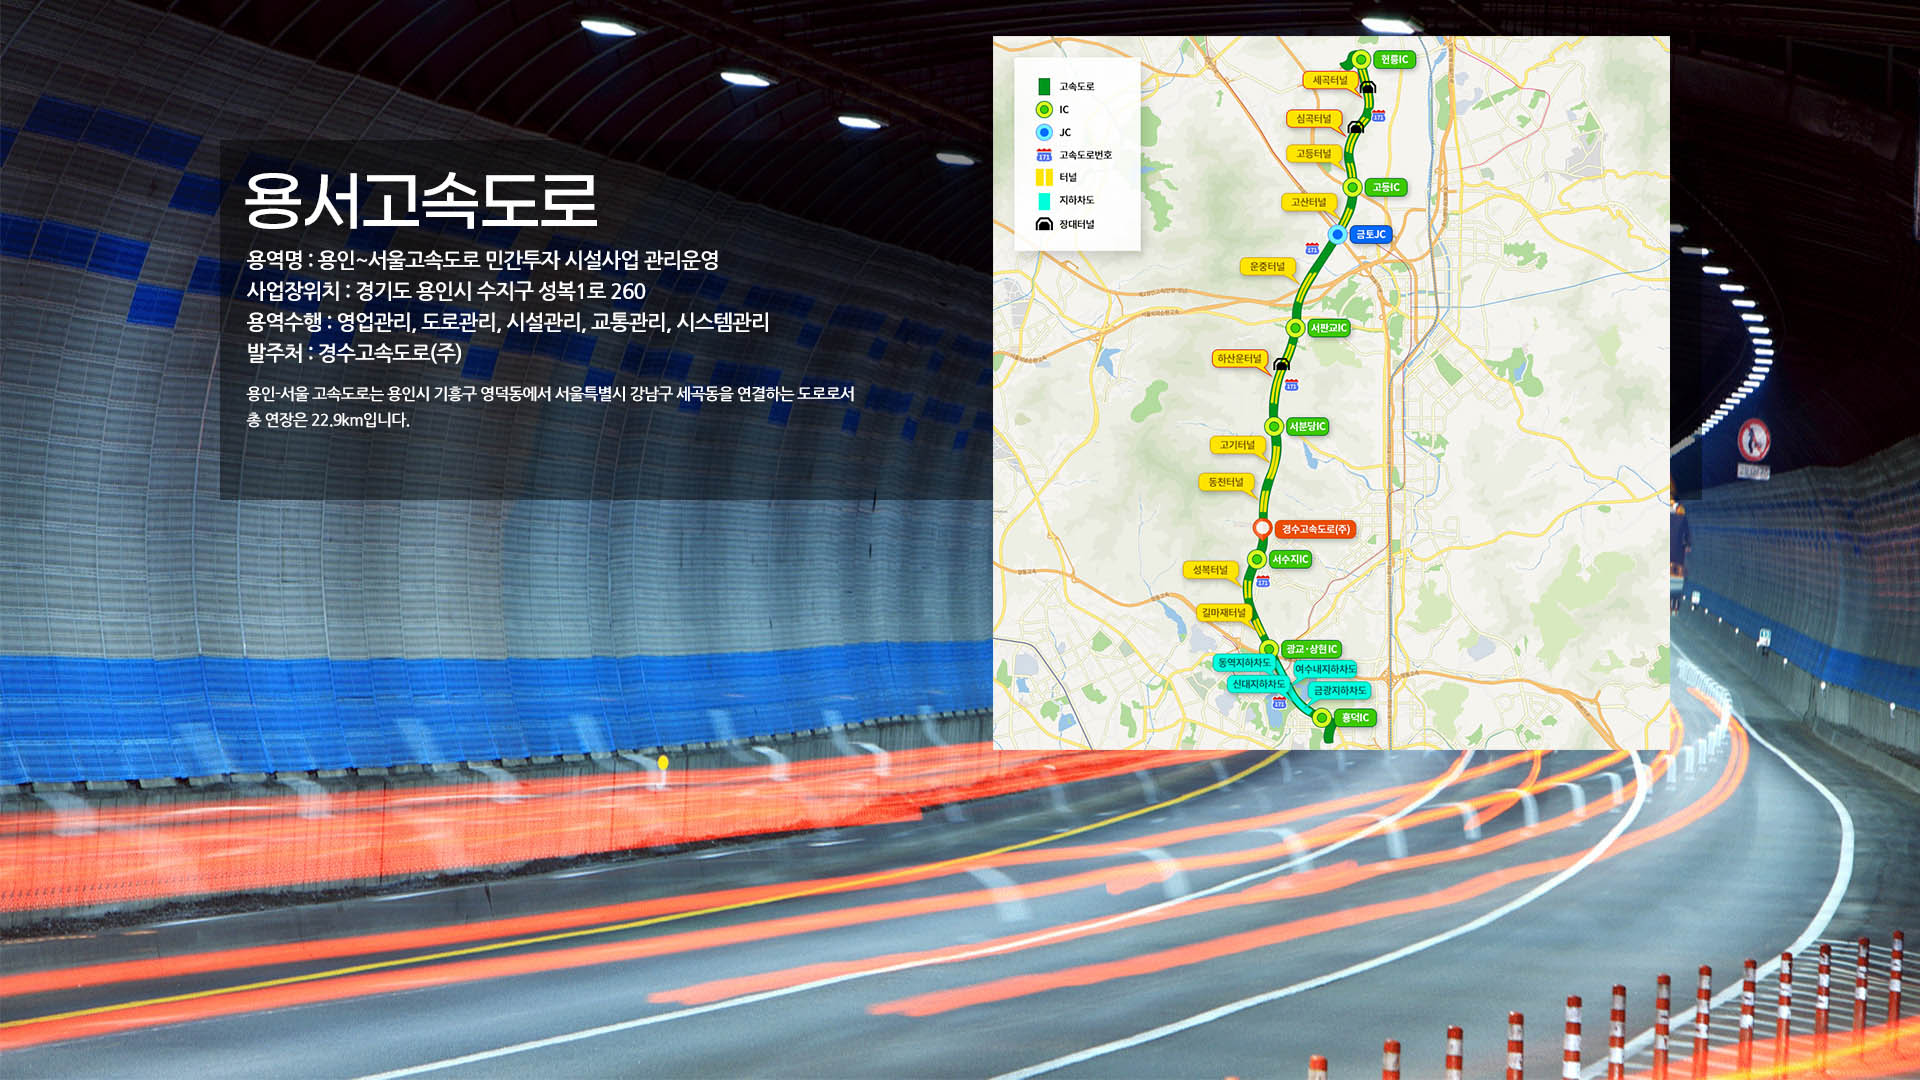 용서고속도로
용역명 : 용인~서울고속도로 민간투자 시설사업 관리운영
사업장위치 : 경기도 용인시 수지구 성복1로 260
용역수행 : 영업관리, 도로관리, 시설관리, 교통관리, 시스템관리
발주처 : 경수고속도로(주)
용인-서울 고속도로는 용인시 기흥구 영덕동에서 서울특별시 강남구 세곡동을 연결하는 도로로서
총 연장은 22.9km입니다.
고속도로
IC
JC
171 고속도로번호
터널
지하차도
장대터널
헌릉IC
세곡터널
171
심곡터널
고등터널
고등IC
고산터널
금토JC
171
운중터널
서판교IC
하산운터널
171
서분당IC
고기터널
동천터널
경수고속도로(주)
서수지IC
성복터널
171
길마재터널
광교·상현IC
동역지하차도
여수내지하차도
신대지하차도
금광지하차도
171
흥덕IC